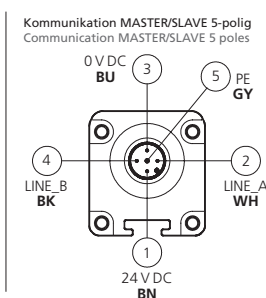 Kommunikation MASTER/SLAVE 5-polig
Communication MASTER/SLAVE 5 poles
0 V DC
BU
3
5
PE
GY
4
2
LINE_B
BK
LINE_A
WH
1
24 V DC
BN